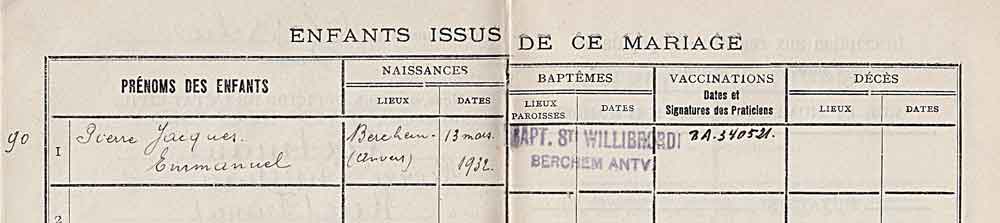 ENFANTS ISSUS DE CE MARIAGE
PRÉNOMS DES ENFANTS
NAISSANCES
LIEUX
DATES
BAPTÊMES
LIEUX
PAROISSES
DATES
VACCINATIONS
Dates et
Signatures des Praticiens
DÉCÈS
LIEUX
DATES
90
1
Pierre Jacques
Emmanuel
Berchem-
(Anvers)
13 mars
1932.
BAPT. STI WILLIBRORDI
BERCHEM ANTV.
BA-340521.
2